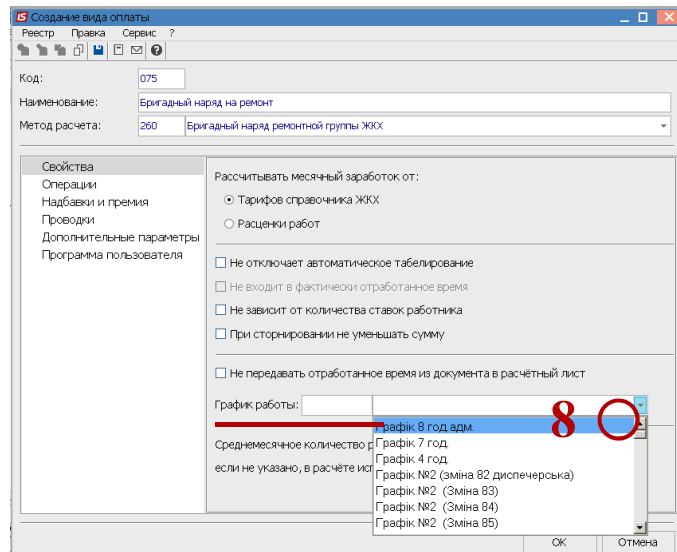 Создание вида оплаты
Реестр Правка Сервис ?
Код: 075
Наименование: Бригадный наряд на ремонт
Метод расчета: 260 Бригадный наряд ремонтной группы ЖКХ
Свойства
Операции
Надбавки и премия
Проводки
Дополнительные параметры
Программа пользователя
Рассчитывать месячный заработок от:
Тарифов справочника ЖКХ
Расценки работ
Не отключает автоматическое табелирование
Не входит в фактически отработанное время
Не зависит от количества ставок работника
При сторнировании не уменьшать сумму
Не передавать отработанное время из документа в расчётный лист
График работы:
8
Графік 8 год.адм.
Графік 7 год.
Графік 4 год.
Графік №2 (зміна 82 диспечерська)
Графік №2 (Зміна 83)
Графік №2 (Зміна 84)
Графік №2 (Зміна 85)
Среднемесячное количество
если не указано, в расчёте
ОК Отмена